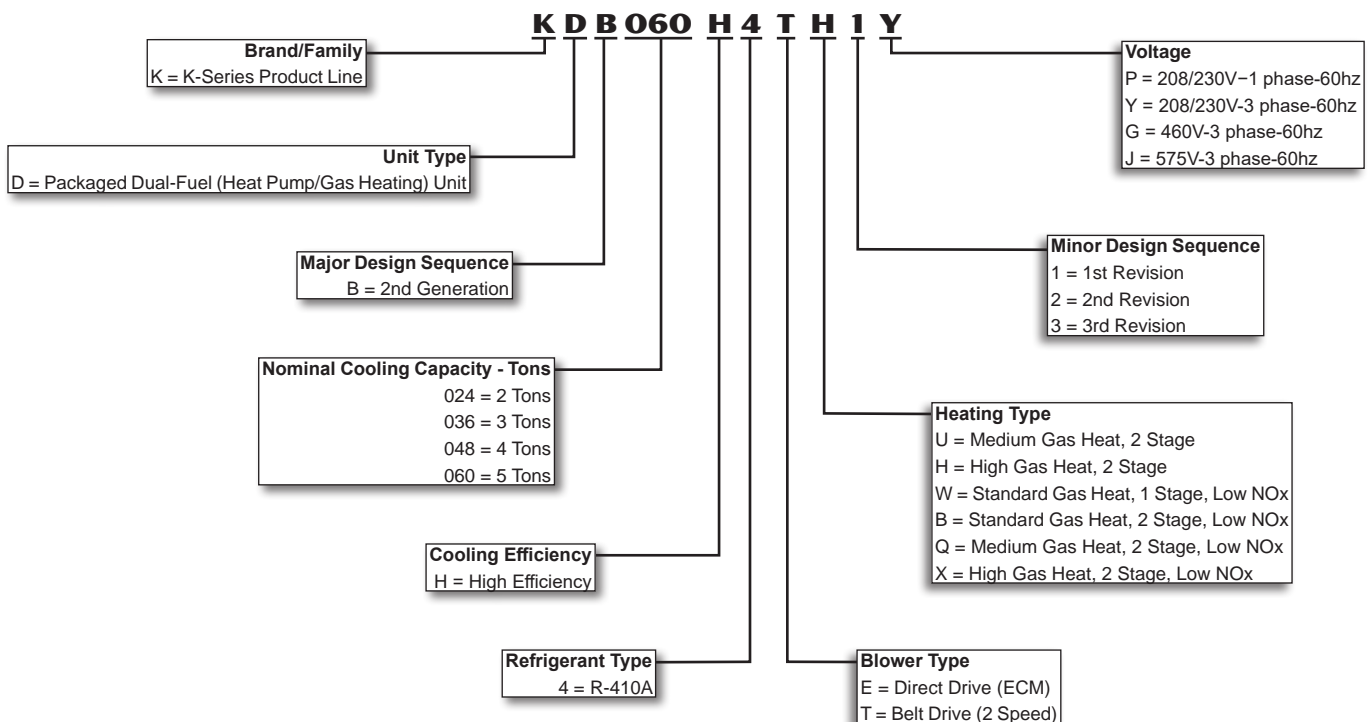 K D B 060 H 4 T H 1 Y
Brand/Family
K = K-Series Product Line
Unit Type
D = Packaged Dual-Fuel (Heat Pump/Gas Heating) Unit
Major Design Sequence
B = 2nd Generation
Nominal Cooling Capacity - Tons
024 = 2 Tons
036 = 3 Tons
048 = 4 Tons
060 = 5 Tons
Cooling Efficiency
H = High Efficiency
Refrigerant Type
4 = R-410A
Voltage
P = 208/230V−1 phase-60hz
Y = 208/230V-3 phase-60hz
G = 460V-3 phase-60hz
J = 575V-3 phase-60hz
Minor Design Sequence
1 = 1st Revision
2 = 2nd Revision
3 = 3rd Revision
Heating Type
U = Medium Gas Heat, 2 Stage
H = High Gas Heat, 2 Stage
W = Standard Gas Heat, 1 Stage, Low NOx
B = Standard Gas Heat, 2 Stage, Low NOx
Q = Medium Gas Heat, 2 Stage, Low NOx
X = High Gas Heat, 2 Stage, Low NOx
Blower Type
E = Direct Drive (ECM)
T = Belt Drive (2 Speed)